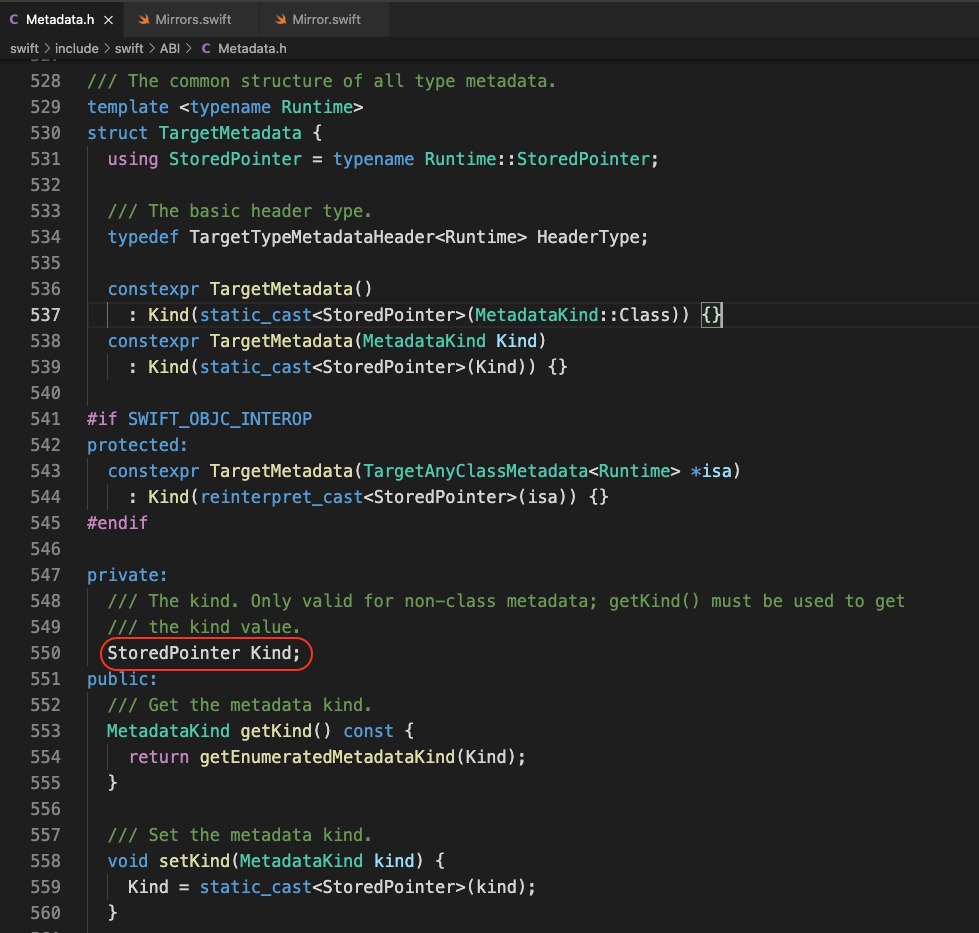 C Metadata.h × Mirrors.swift Mirror.swift
swift > include > swift > ABI > C Metadata.h
528 /// The common structure of all type metadata.
529 template <typename Runtime>
530 struct TargetMetadata {
531   using StoredPointer = typename Runtime::StoredPointer;
532
533   /// The basic header type.
534   typedef TargetTypeMetadataHeader<Runtime> HeaderType;
535
536   constexpr TargetMetadata()
537     : Kind(static_cast<StoredPointer>(MetadataKind::Class)) {}
538   constexpr TargetMetadata(MetadataKind Kind)
539     : Kind(static_cast<StoredPointer>(Kind)) {}
540
541 #if SWIFT_OBJC_INTEROP
542 protected:
543   constexpr TargetMetadata(TargetAnyClassMetadata<Runtime> *isa)
544     : Kind(reinterpret_cast<StoredPointer>(isa)) {}
545 #endif
546
547 private:
548   /// The kind. Only valid for non-class metadata; getKind() must be used to get
549   /// the kind value.
550   StoredPointer Kind;
551 public:
552   /// Get the metadata kind.
553   MetadataKind getKind() const {
554     return getEnumeratedMetadataKind(Kind);
555   }
556
557   /// Set the metadata kind.
558   void setKind(MetadataKind kind) {
559     Kind = static_cast<StoredPointer>(kind);
560   }